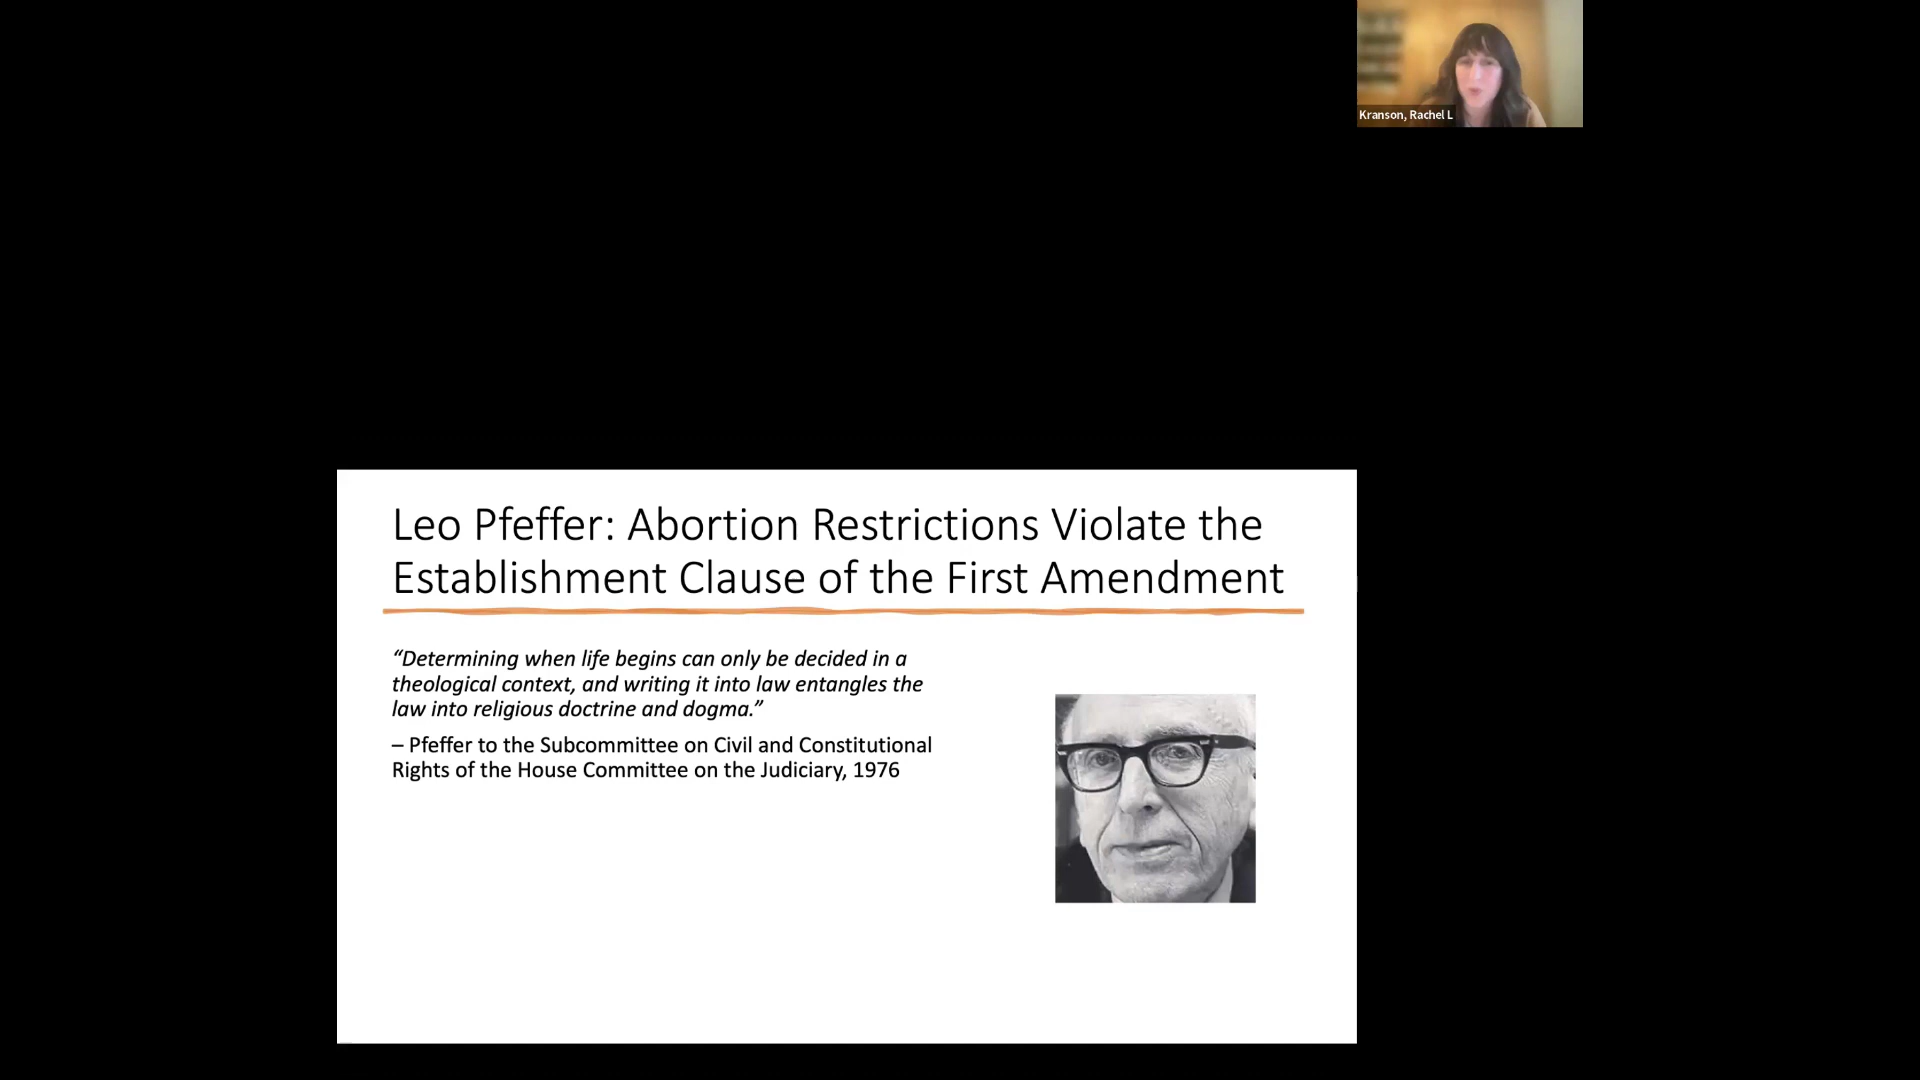 Kranson, Rachel L
Leo Pfeffer: Abortion Restrictions Violate the
Establishment Clause of the First Amendment
“Determining when life begins can only be decided in a
theological context, and writing it into law entangles the
law into religious doctrine and dogma.”
– Pfeffer to the Subcommittee on Civil and Constitutional
Rights of the House Committee on the Judiciary, 1976